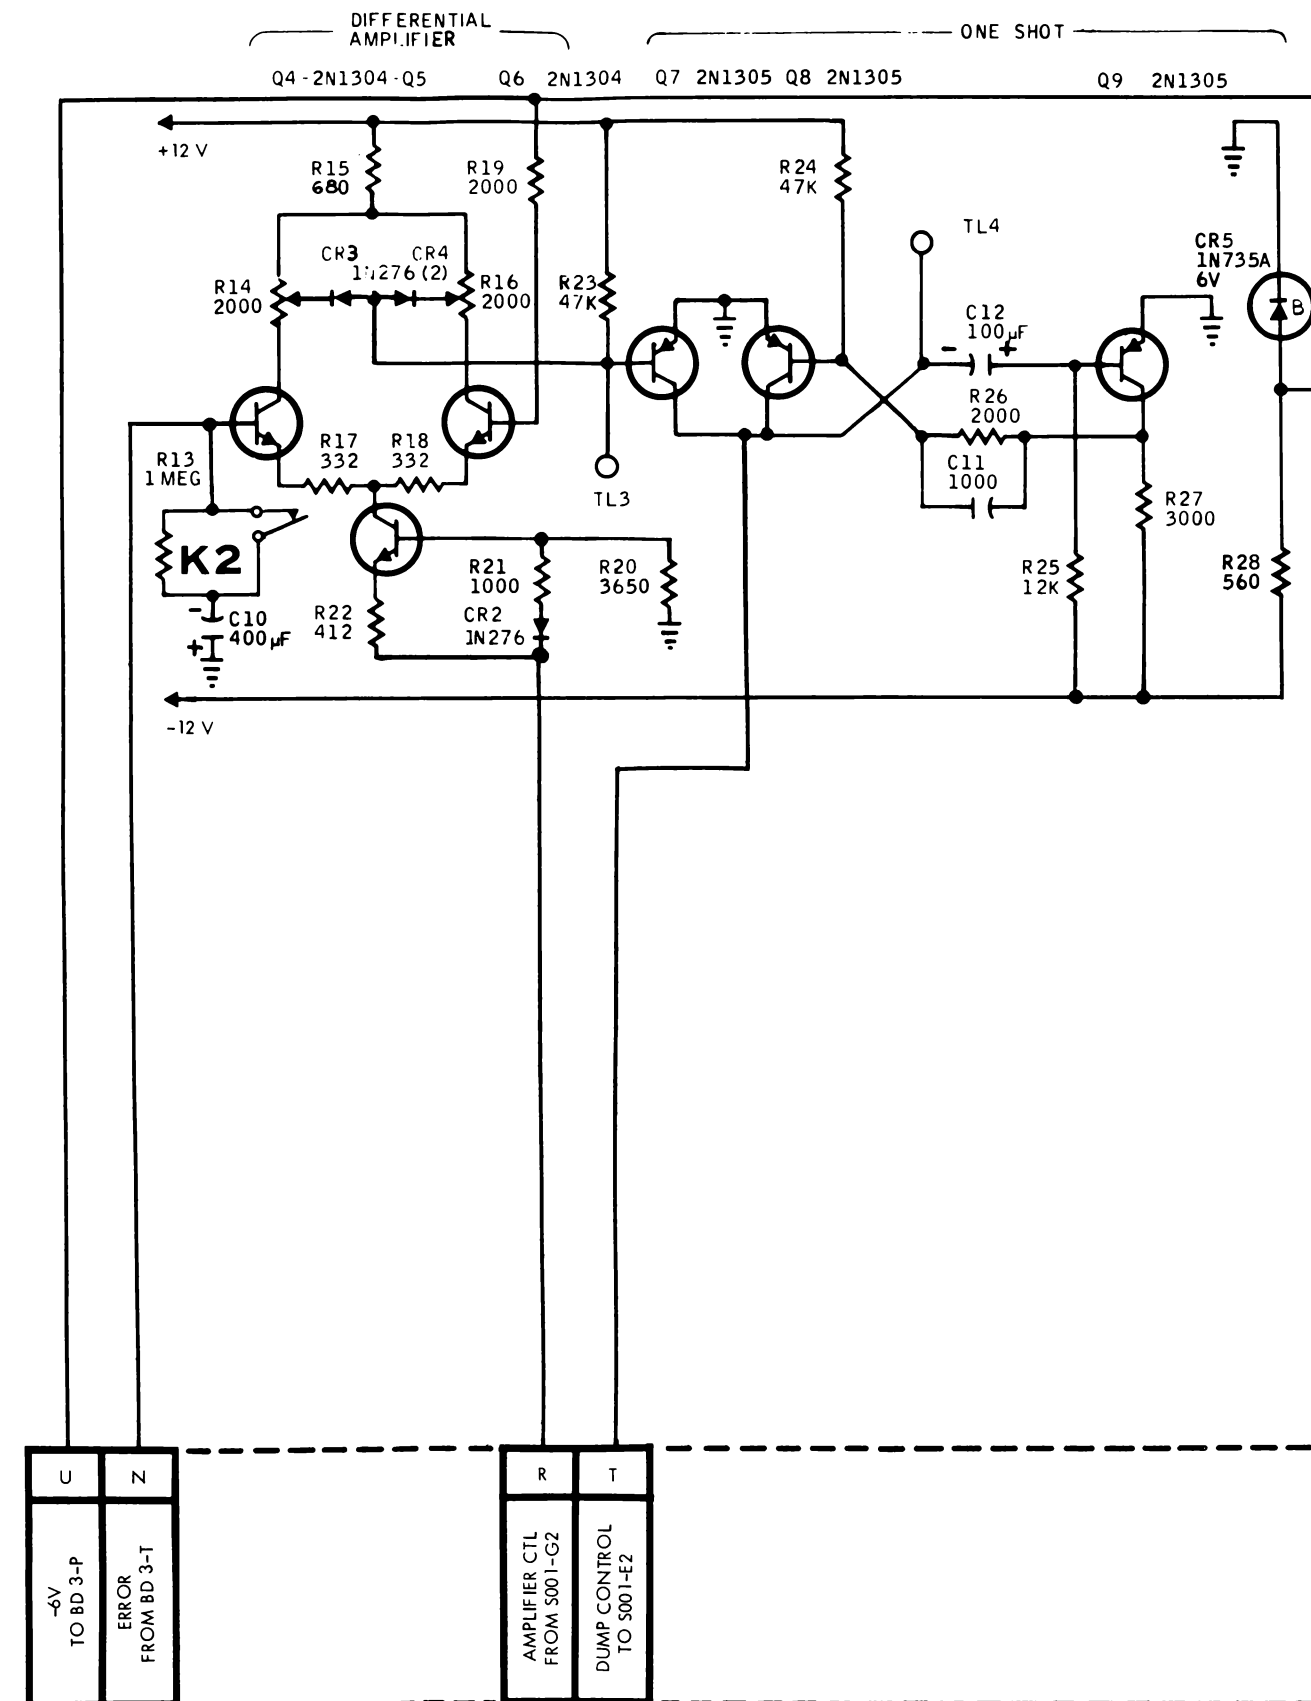 DIFFERENTIAL
AMPLIFIER
ONE SHOT
Q4-2N1304-Q5
Q6 2N1304
Q7 2N1305
Q8 2N1305
Q9 2N1305
+12 V
R15
680
R19
2000
R24
47K
TL4
CR3
CR4
1N276 (2)
R14
2000
R16
2000
R23
47K
CR5
1N735A
6V
B
C12
100µF
-
+
R26
2000
R17
332
R18
332
R13
1 MEG
C11
1000
TL3
R27
3000
K2
R21
1000
R20
3650
R25
12K
R28
560
-
C10
400µF
+
R22
412
CR2
1N276
-12 V
U
N
R
T
-6V
TO BD 3-P
ERROR
FROM BD 3-T
AMPLIFIER CTL
FROM S001-G2
DUMP CONTROL
TO S001-E2